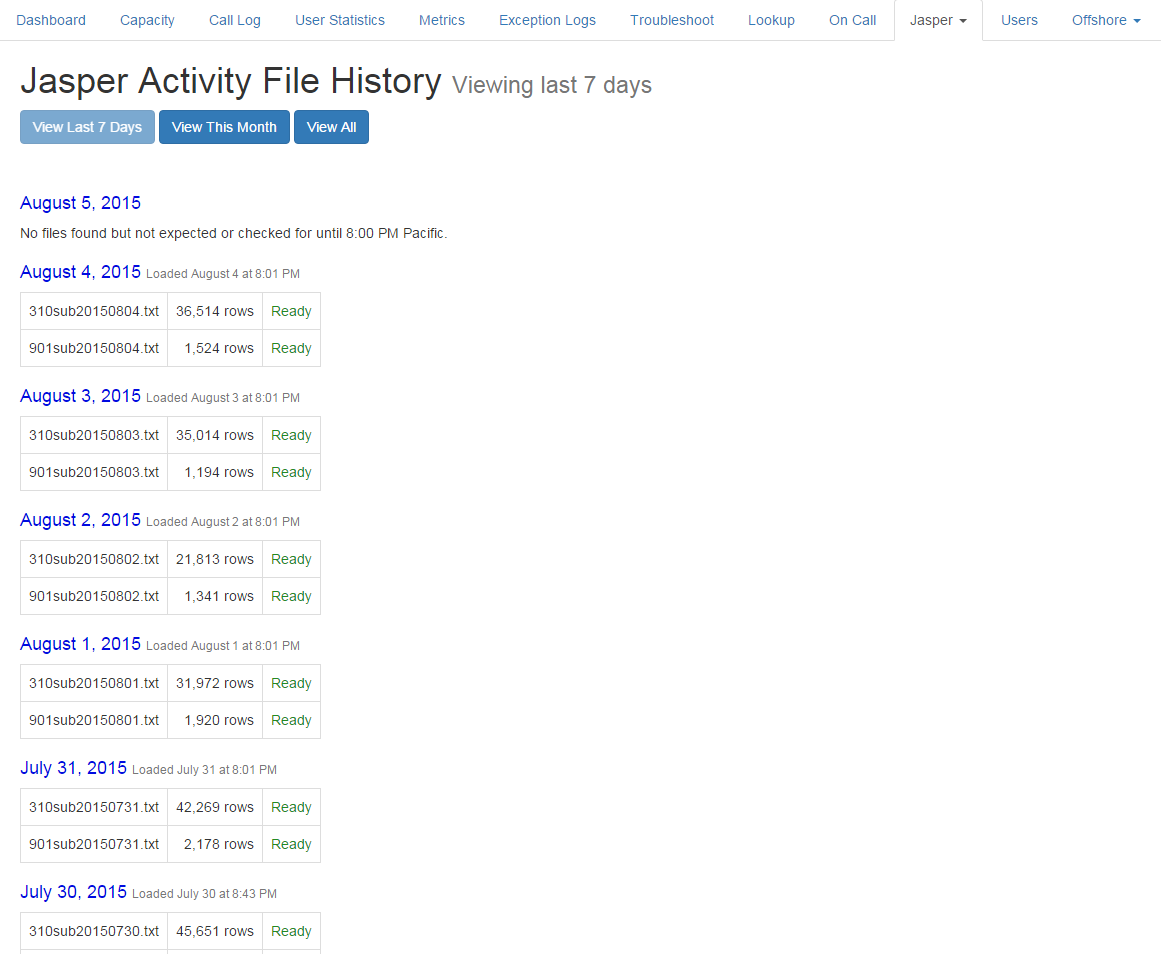 Dashboard Capacity Call Log User Statistics Metrics Exception Logs Troubleshoot Lookup On Call Jasper Users Offshore
Jasper Activity File History Viewing last 7 days
View Last 7 Days View This Month View All
August 5, 2015
No files found but not expected or checked for until 8:00 PM Pacific.
August 4, 2015 Loaded August 4 at 8:01 PM
310sub20150804.txt 36,514 rows Ready
901sub20150804.txt 1,524 rows Ready
August 3, 2015 Loaded August 3 at 8:01 PM
310sub20150803.txt 35,014 rows Ready
901sub20150803.txt 1,194 rows Ready
August 2, 2015 Loaded August 2 at 8:01 PM
310sub20150802.txt 21,813 rows Ready
901sub20150802.txt 1,341 rows Ready
August 1, 2015 Loaded August 1 at 8:01 PM
310sub20150801.txt 31,972 rows Ready
901sub20150801.txt 1,920 rows Ready
July 31, 2015 Loaded July 31 at 8:01 PM
310sub20150731.txt 42,269 rows Ready
901sub20150731.txt 2,178 rows Ready
July 30, 2015 Loaded July 30 at 8:43 PM
310sub20150730.txt 45,651 rows Ready